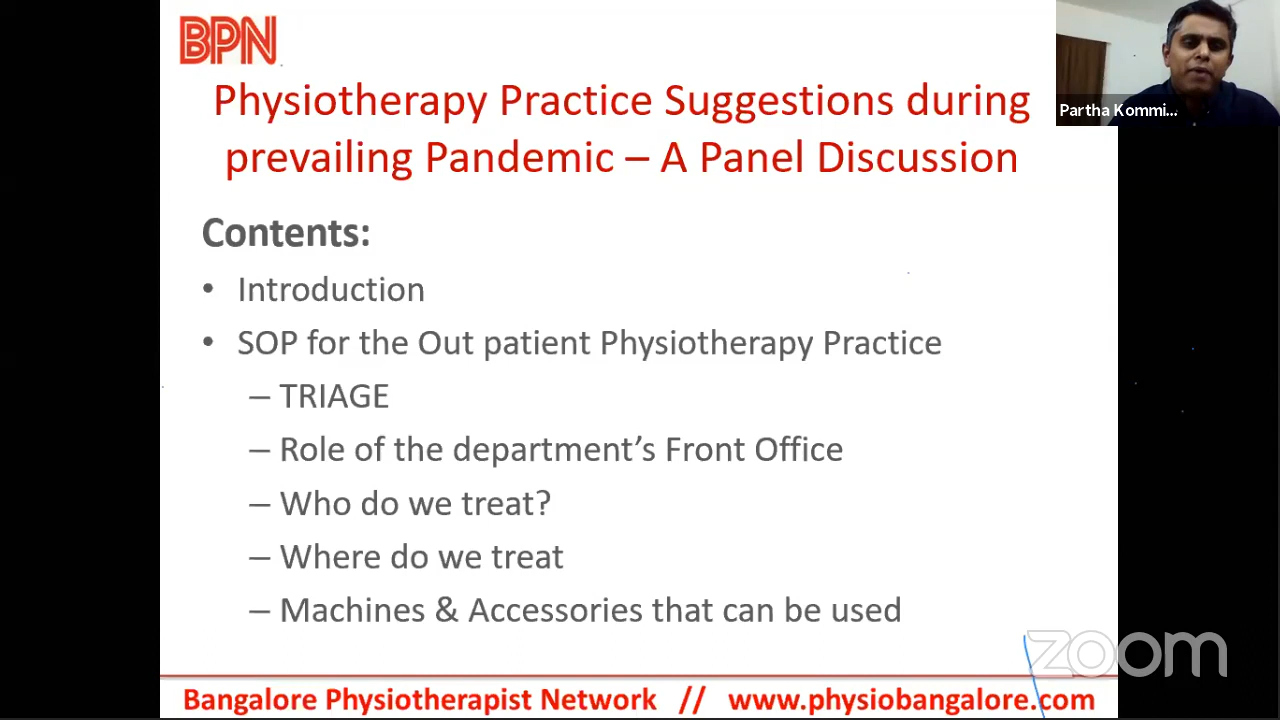 BPN
Physiotherapy Practice Suggestions during
prevailing Pandemic – A Panel Discussion
Partha Kommi...
Contents:
• Introduction
• SOP for the Out patient Physiotherapy Practice
– TRIAGE
– Role of the department’s Front Office
– Who do we treat?
– Where do we treat
– Machines & Accessories that can be used
zoom
Bangalore Physiotherapist Network // www.physiobangalore.com